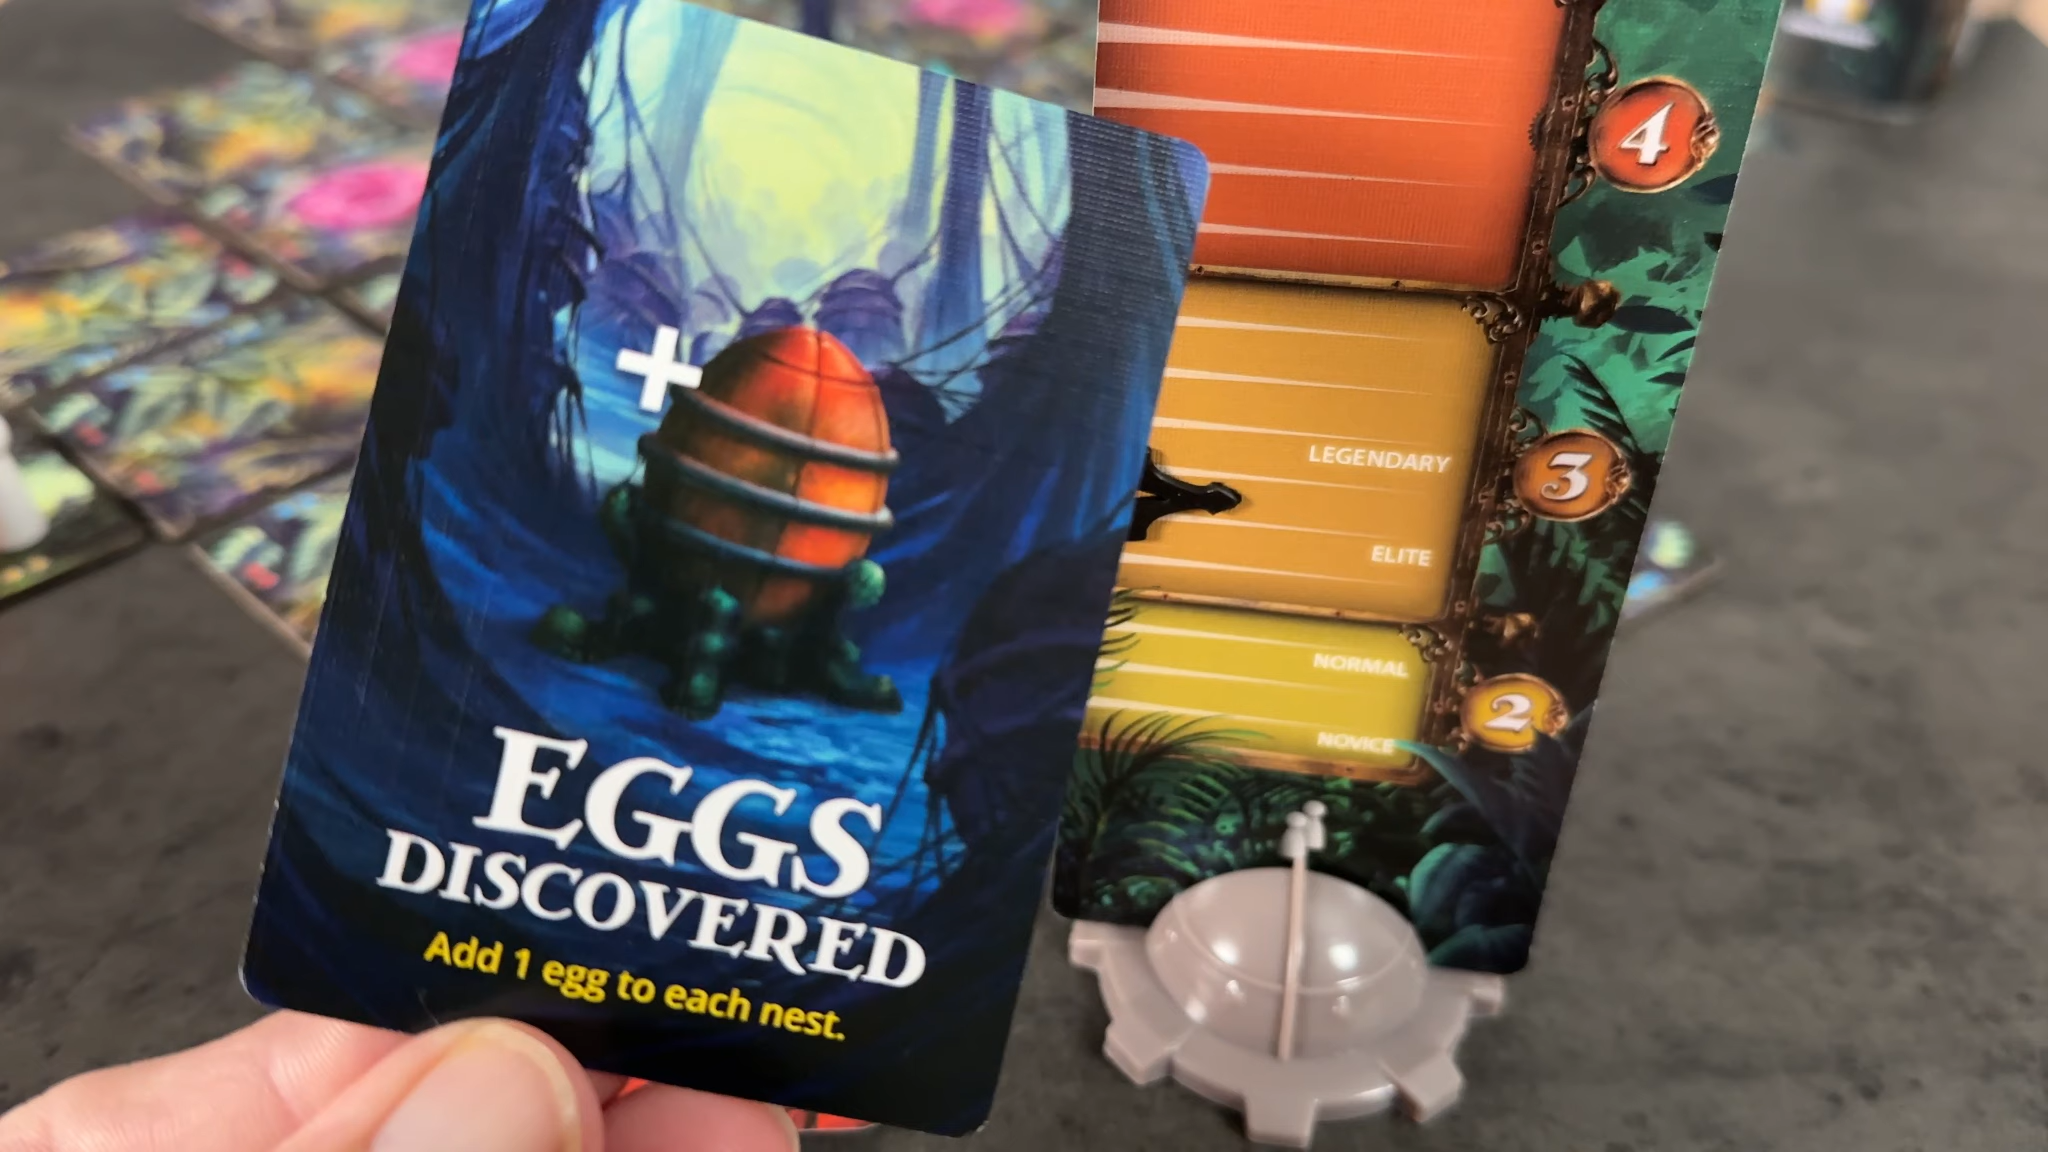 +
EGGS
DISCOVERED
Add 1 egg to each nest.
4
LEGENDARY
3
ELITE
NORMAL
2
NOVICE